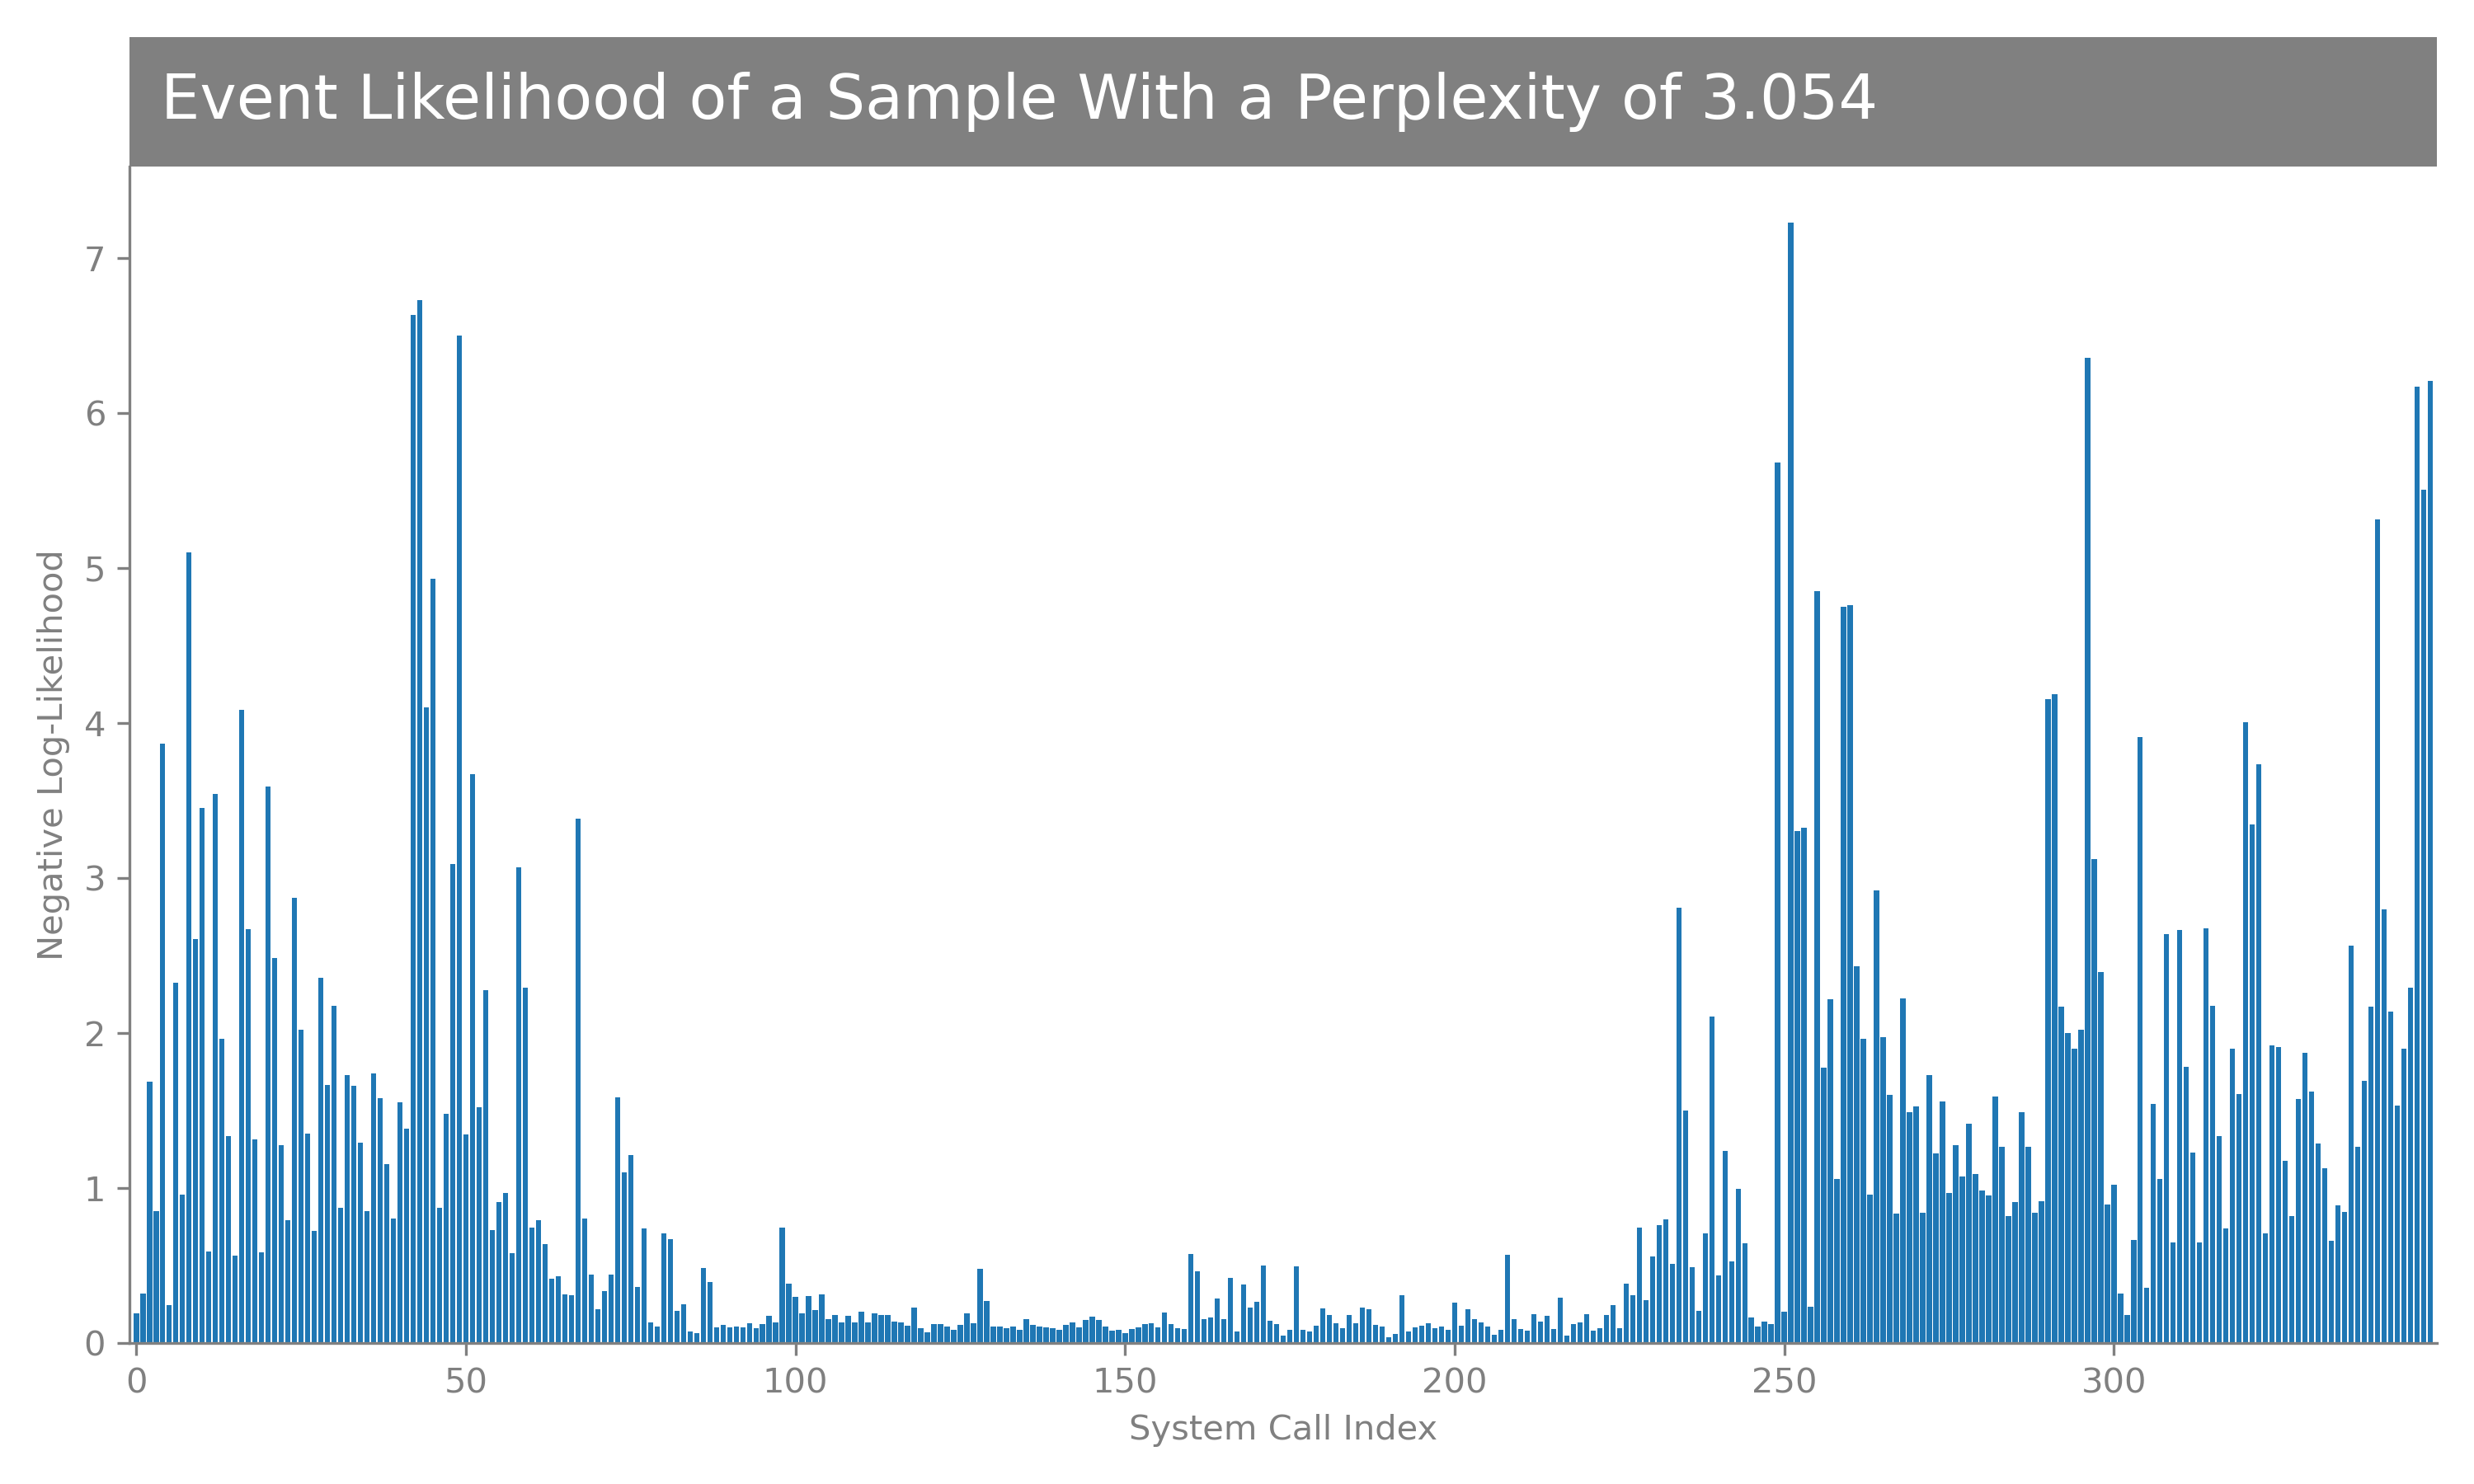 Event Likelihood of a Sample With a Perplexity of 3.054
7
6
5
4
3
2
1
0
Negative Log-Likelihood
0 50 100 150 200 250 300
System Call Index